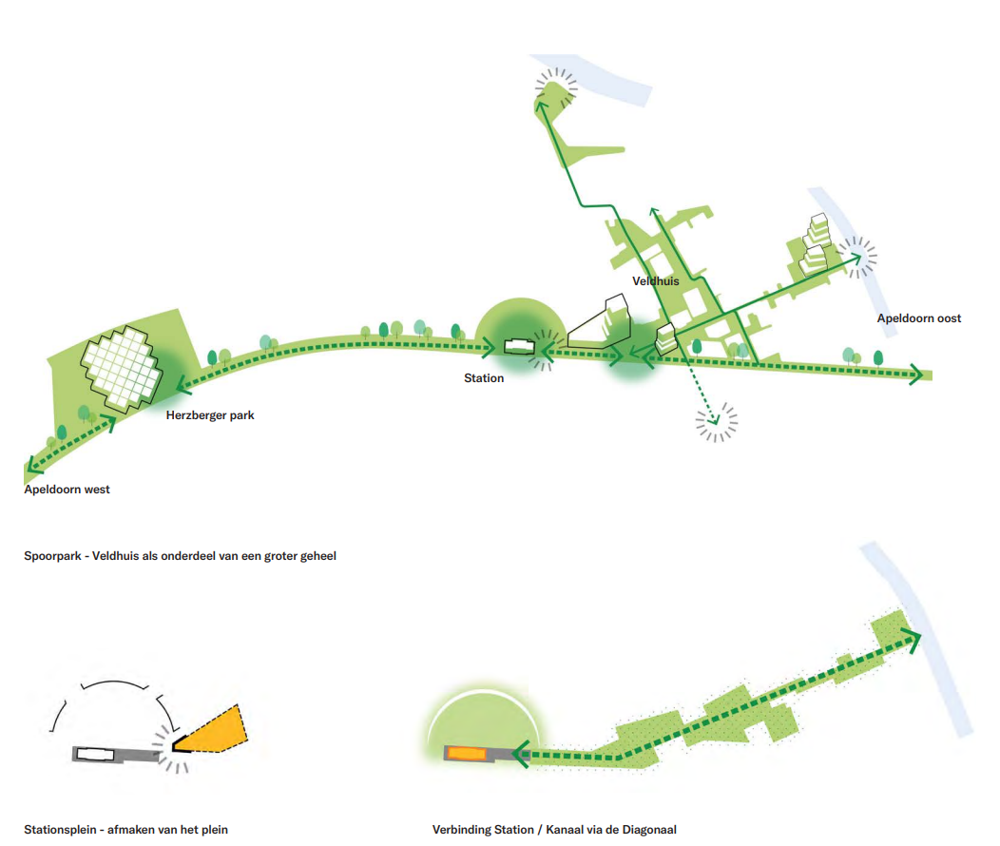 Veldhuis
Apeldoorn oost
Station
Herzberger park
Apeldoorn west
Spoorpark - Veldhuis als onderdeel van een groter geheel
Stationsplein - afmaken van het plein
Verbinding Station / Kanaal via de Diagonaal